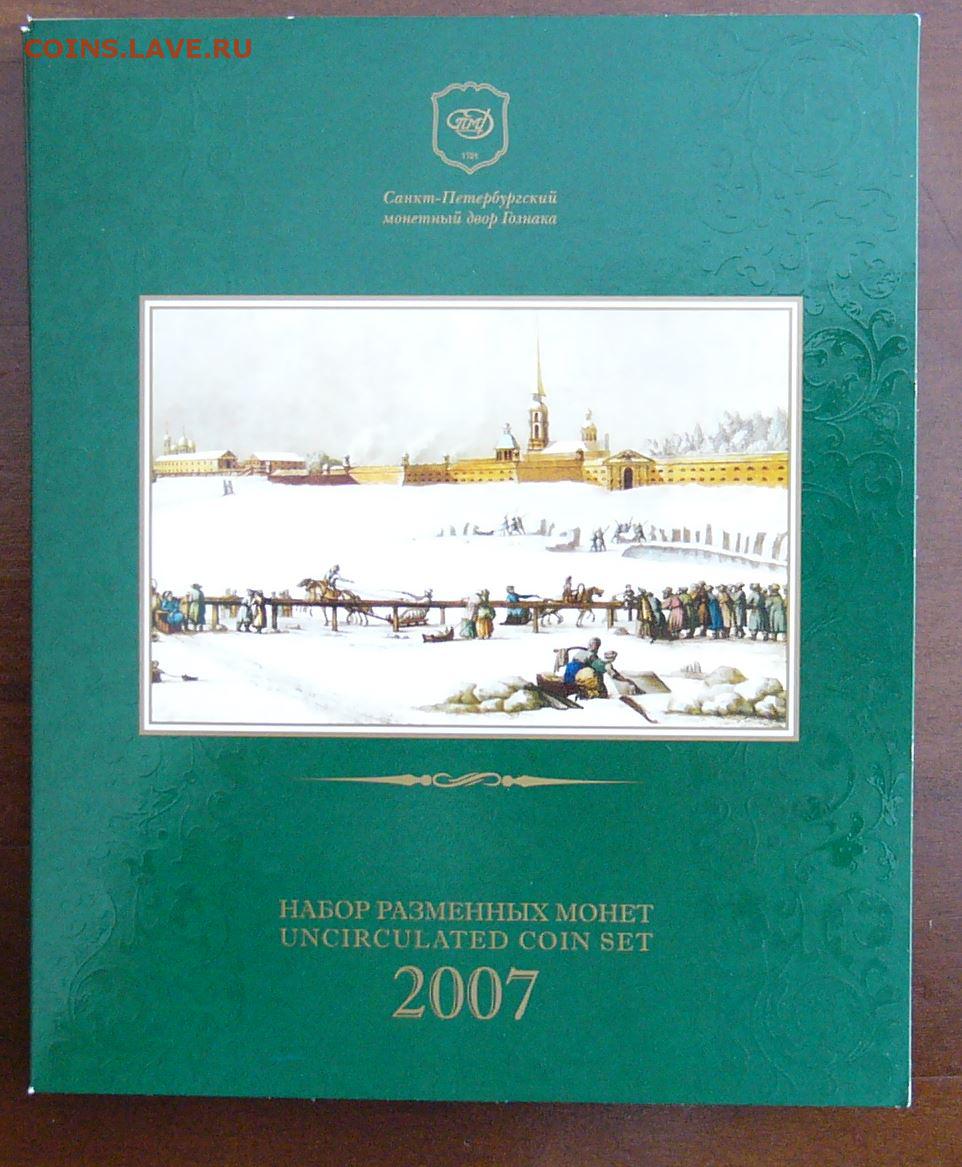 COINS.LAVE.RU
СПМД
1724
Санкт-Петербургский
монетный двор Гознака
НАБОР РАЗМЕННЫХ МОНЕТ
UNCIRCULATED COIN SET
2007